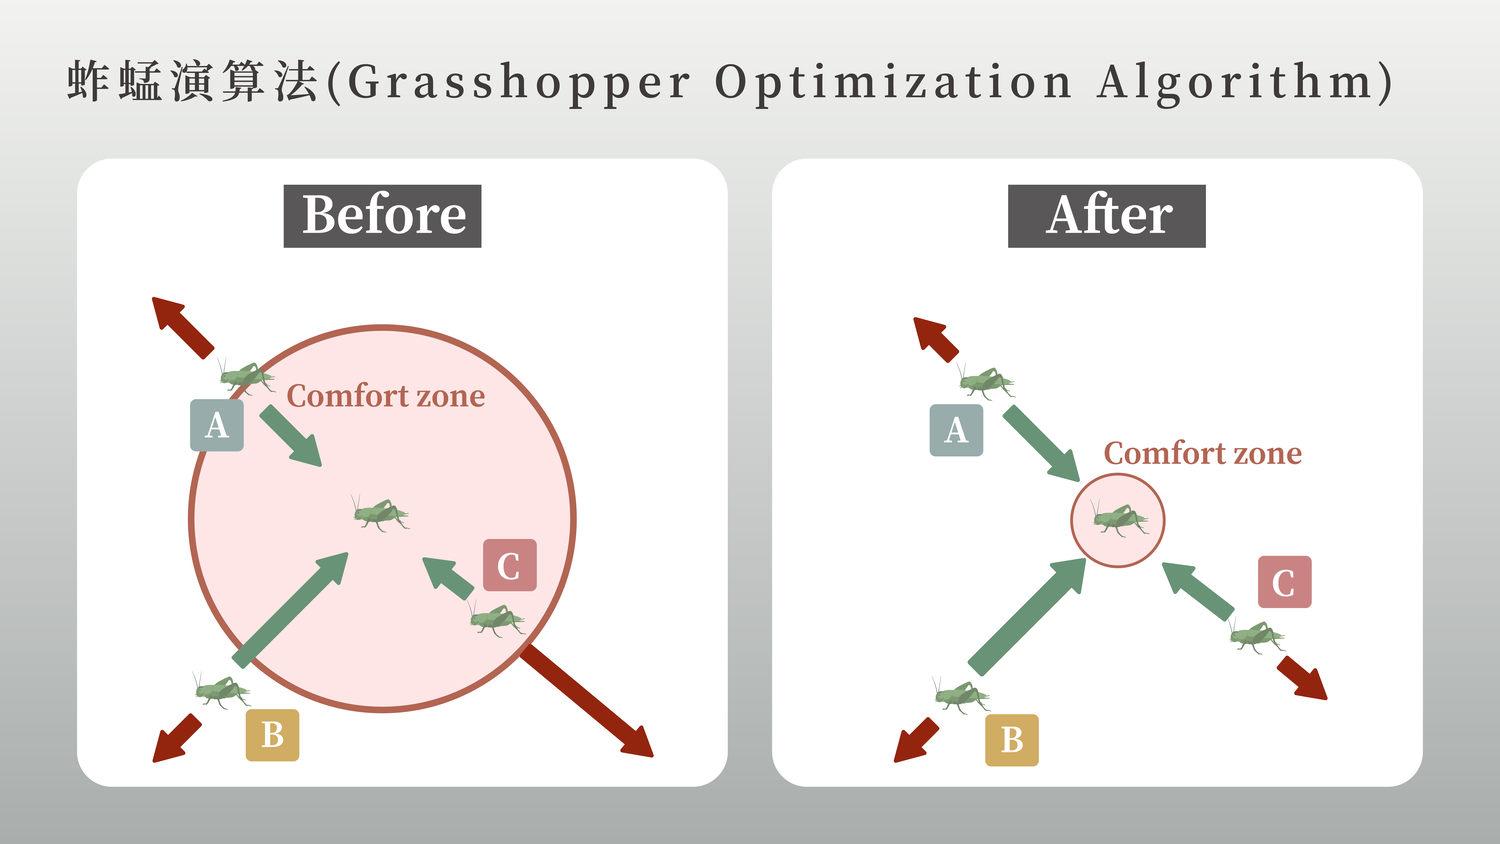 蚱蜢演算法(Grasshopper Optimization Algorithm)
Before
Comfort zone
A
C
B
After
A
Comfort zone
C
B